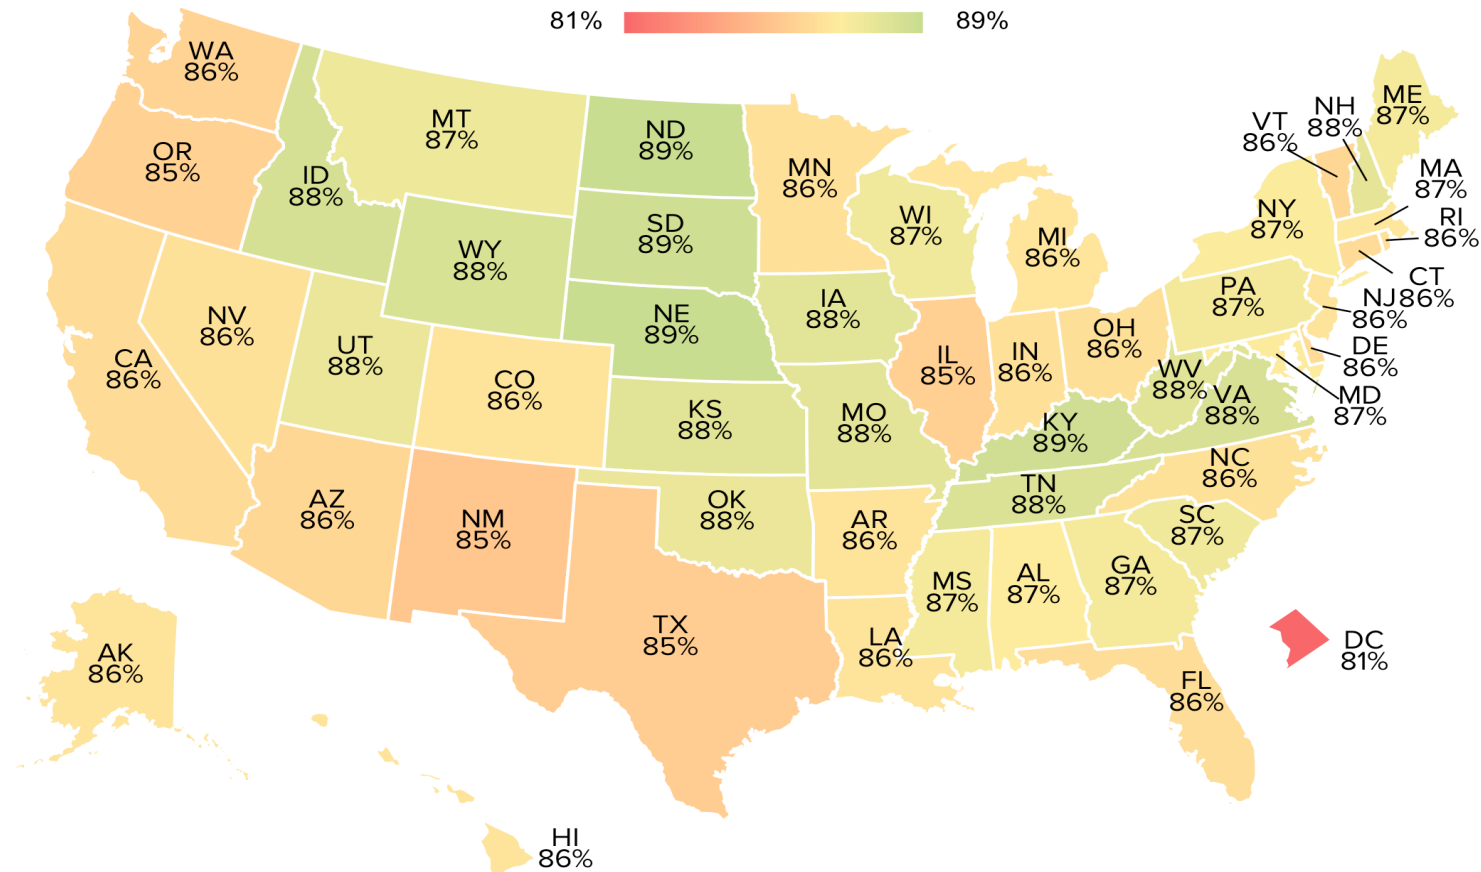 81%
89%
WA
86%
OR
85%
ID
88%
MT
87%
ND
89%
MN
86%
WI
87%
MI
86%
VT
86%
NH
88%
ME
87%
MA
87%
RI
86%
CT
86%
NY
87%
NJ
86%
PA
87%
DE
86%
MD
87%
SD
89%
WY
88%
NV
86%
CA
86%
UT
88%
CO
86%
NE
89%
IA
88%
IL
85%
IN
86%
OH
86%
WV
88%
VA
88%
KS
88%
MO
88%
KY
89%
NC
86%
TN
88%
SC
87%
AZ
86%
NM
85%
OK
88%
AR
86%
MS
87%
AL
87%
GA
87%
TX
85%
LA
86%
FL
86%
DC
81%
AK
86%
HI
86%